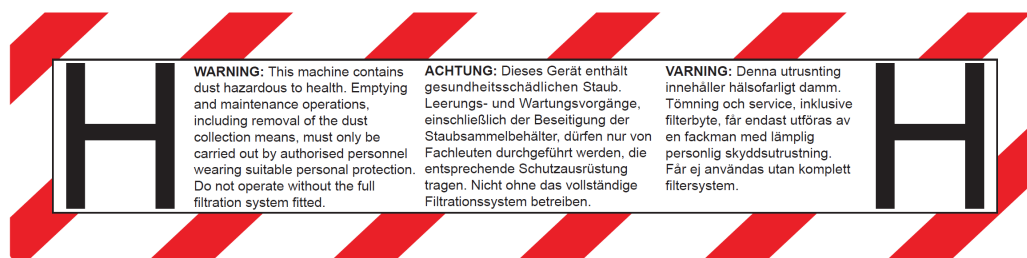 H
WARNING: This machine contains
dust hazardous to health. Emptying
and maintenance operations,
including removal of the dust
collection means, must only be
carried out by authorised personnel
wearing suitable personal protection.
Do not operate without the full
filtration system fitted.
ACHTUNG: Dieses Gerät enthält
gesundheitsschädlichen Staub.
Leerungs- und Wartungsvorgänge,
einschließlich der Beseitigung der
Staubsammelbehälter, dürfen nur von
Fachleuten durchgeführt werden, die
entsprechende Schutzausrüstung
tragen. Nicht ohne das vollständige
Filtrationssystem betreiben.
VARNING: Denna utrusnting
innehåller hälsofarligt damm.
Tömning och service, inklusive
filterbyte, får endast utföras av
en fackman med lämplig
personlig skyddsutrustning.
Får ej användas utan komplett
filtersystem.
H